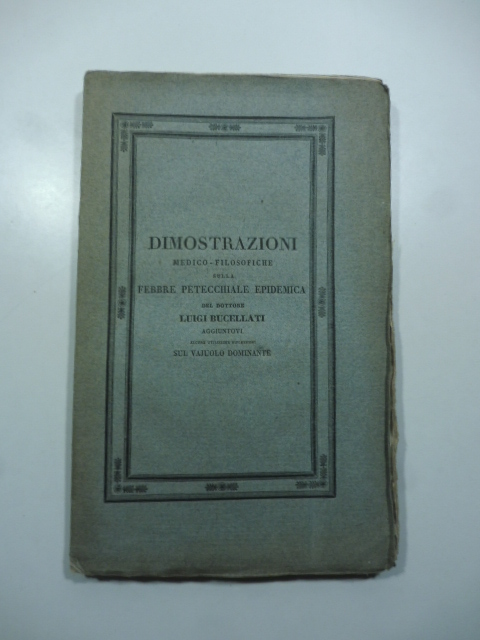 DIMOSTRAZIONI
MEDICO-FILOSOFICHE
SULLA
FEBBRE PETECCHIALE EPIDEMICA
DEL DOTTORE
LUIGI BUCELLATI
AGGIUNTOVI
SUL VAJUOLO DOMINANTE